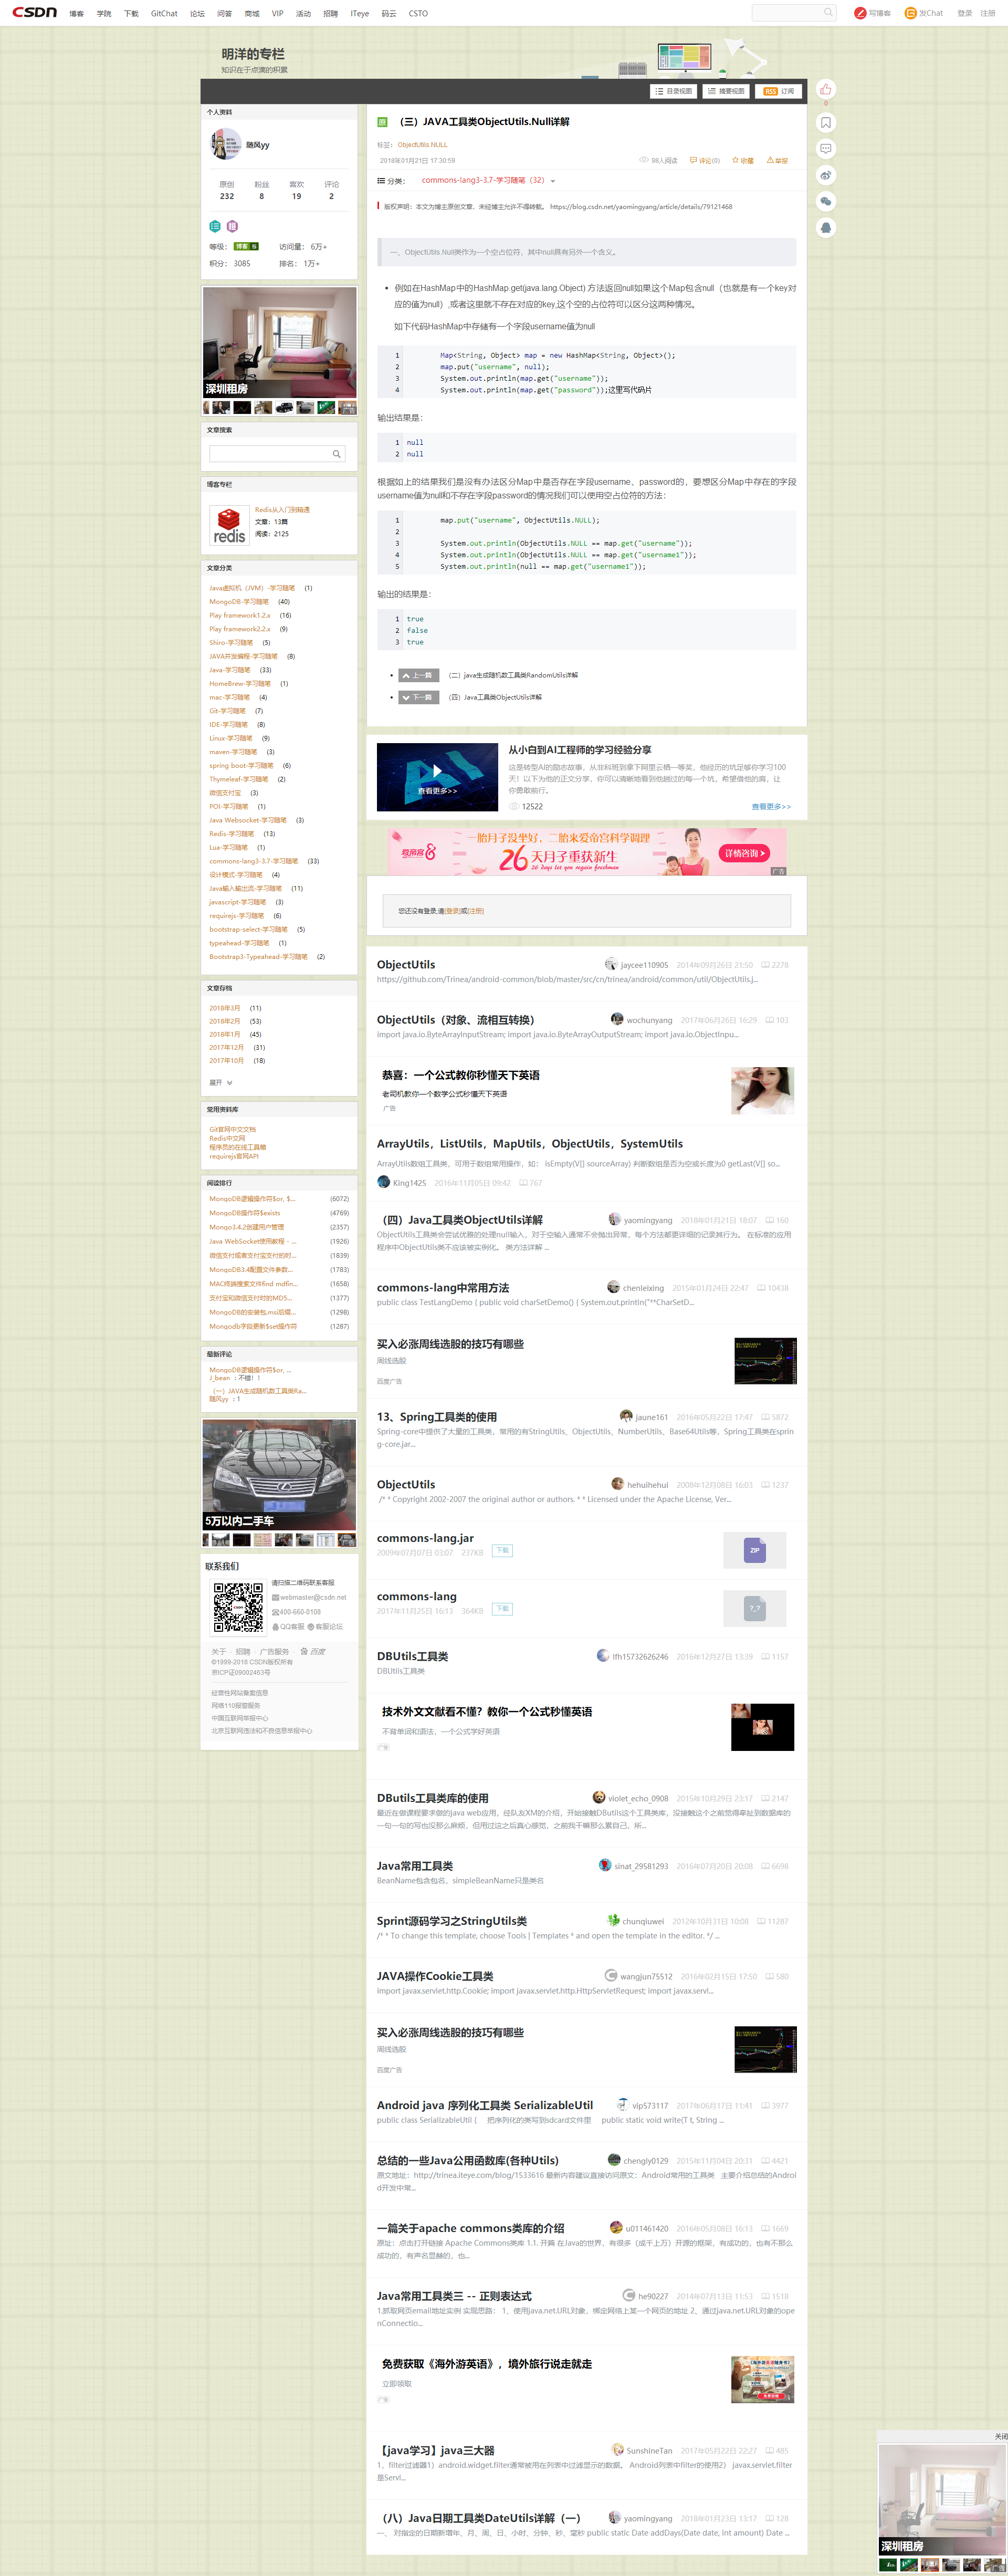 CSDN 博客 学院 下载 GitChat 论坛 问答 商城 VIP 活动 招聘 ITeye 码云 CSTO 写博客 发Chat 登录 注册
明洋的专栏
知识在于点滴的积累
目录视图 摘要视图 RSS 订阅
个人资料
随风yy
原创 粉丝 喜欢 评论
232 8 19 2
等级： 博客 5 访问量： 6万+
积分： 3085 排名： 1万+
深圳租房
文章搜索
博客专栏
Redis从入门到精通
文章：13篇
阅读：2125
redis
文章分类
Java虚拟机（JVM）-学习随笔 (1)
MongoDB-学习随笔 (40)
Play framework1.2.x (16)
Play framework2.2.x (9)
Shiro-学习随笔 (5)
JAVA并发编程-学习随笔 (8)
Java-学习随笔 (33)
HomeBrew-学习随笔 (1)
mac-学习随笔 (4)
Git-学习随笔 (7)
IDE-学习随笔 (8)
Linux-学习随笔 (9)
maven-学习随笔 (3)
spring boot-学习随笔 (6)
Thymeleaf-学习随笔 (2)
微信支付宝 (3)
POI-学习随笔 (1)
Java Websocket-学习随笔 (3)
Redis-学习随笔 (13)
Lua-学习随笔 (1)
commons-lang3-3.7-学习随笔 (33)
设计模式-学习随笔 (4)
Java输入输出流-学习随笔 (11)
javascript-学习随笔 (3)
requirejs-学习随笔 (6)
bootstrap-select-学习随笔 (5)
typeahead-学习随笔 (1)
Bootstrap3-Typeahead-学习随笔 (2)
文章存档
2018年3月 (11)
2018年2月 (53)
2018年1月 (45)
2017年12月 (31)
2017年10月 (18)
展开
常用资料库
Git官网中文文档
Redis中文网
程序员的在线工具箱
requirejs官网API
阅读排行
MongoDB逻辑操作符$or, $... (6072)
MongoDB操作符$exists (4769)
Mongo3.4.2创建用户管理 (2357)
Java WebSocket使用教程 - ... (1926)
微信支付或者支付宝支付的时... (1839)
MongoDB3.4配置文件参数... (1783)
MAC终端搜索文件find mdfin... (1658)
支付宝和微信支付时的MD5... (1377)
MongoDB的安装包.msi后缀... (1298)
Mongodb字段更新$set操作符 (1287)
最新评论
MongoDB逻辑操作符$or, ...
J_bean ：不错！！
（一）JAVA生成随机数工具类Ra...
随风yy ：1
5万以内二手车
联系我们
请扫描二维码联系客服
webmaster@csdn.net
400-660-0108
QQ客服 客服论坛
关于 招聘 广告服务 百度
©1999-2018 CSDN版权所有
京ICP证09002463号
经营性网站备案信息
网络110报警服务
中国互联网举报中心
北京互联网违法和不良信息举报中心
原 （三）JAVA工具类ObjectUtils.Null详解
标签： ObjectUtils.NULL
2018年01月21日 17:30:59 98人阅读 评论(0) 收藏 举报
分类： commons-lang3-3.7-学习随笔（32）
版权声明：本文为博主原创文章，未经博主允许不得转载。 https://blog.csdn.net/yaomingyang/article/details/79121468
一、ObjectUtils.Null类作为一个空占位符，其中null具有另外一个含义。
例如在HashMap中的HashMap.get(java.lang.Object) 方法返回null如果这个Map包含null（也就是有一个key对
应的值为null）,或者这里就不存在对应的key,这个空的占位符可以区分这两种情况。
如下代码HashMap中存储有一个字段username值为null
1 Map<String, Object> map = new HashMap<String, Object>();
2 map.put("username", null);
3 System.out.println(map.get("username"));
4 System.out.println(map.get("password"));这里写代码片
输出结果是：
1 null
2 null
根据如上的结果我们是没有办法区分Map中是否存在字段username、password的，要想区分Map中存在的字段
username值为null和不存在字段password的情况我们可以使用空占位符的方法：
1 map.put("username", ObjectUtils.NULL);
2
3 System.out.println(ObjectUtils.NULL == map.get("username"));
4 System.out.println(ObjectUtils.NULL == map.get("username1"));
5 System.out.println(null == map.get("username1"));
输出的结果是：
1 true
2 false
3 true
上一篇 （二）java生成随机数工具类RandomUtils详解
下一篇 （四）Java工具类ObjectUtils详解
查看更多>>
从小白到AI工程师的学习经验分享
这是转型AI的励志故事，从非科班到拿下阿里云栖一等奖，他经历的坑足够你学习100
天！以下为他的正文分享，你可以清晰地看到他趟过的每一个坑，希望借他的肩，让
你勇敢前行。
12522 查看更多>>
爱帝宫 一胎月子没坐好，二胎来爱帝宫科学调理
26天月子重获新生
26 days let you regain freshman
详情咨询
广告
您还没有登录,请[登录]或[注册]
ObjectUtils jaycee110905 2014年09月26日 21:50 2278
https://github.com/Trinea/android-common/blob/master/src/cn/trinea/android/common/util/ObjectUtils.j...
ObjectUtils（对象、流相互转换） wochunyang 2017年06月26日 16:29 103
import java.io.ByteArrayInputStream; import java.io.ByteArrayOutputStream; import java.io.ObjectInpu...
恭喜：一个公式教你秒懂天下英语
老司机教你一个数学公式秒懂天下英语
广告
ArrayUtils，ListUtils，MapUtils，ObjectUtils，SystemUtils
ArrayUtils数组工具类，可用于数组常用操作，如： isEmpty(V[] sourceArray) 判断数组是否为空或长度为0 getLast(V[] so...
King1425 2016年11月05日 09:42 767
（四）Java工具类ObjectUtils详解 yaomingyang 2018年01月21日 18:07 160
ObjectUtils工具类会尝试优雅的处理null输入，对于空输入通常不会抛出异常，每个方法都更详细的记录其行为。 在标准的应用
程序中ObjectUtils类不应该被实例化。 类方法详解 ...
commons-lang中常用方法 chenleixing 2015年01月24日 22:47 10438
public class TestLangDemo { public void charSetDemo() { System.out.println("**CharSetD...
买入必涨周线选股的技巧有哪些
周线选股
百度广告
13、Spring工具类的使用 jaune161 2016年05月22日 17:47 5872
Spring-core中提供了大量的工具类，常用的有StringUtils、ObjectUtils、NumberUtils、Base64Utils等，Spring工具类在sprin
g-core.jar...
ObjectUtils hehuihehui 2008年12月08日 16:03 1237
/* * Copyright 2002-2007 the original author or authors. * * Licensed under the Apache License, Ver...
commons-lang.jar
2009年07月07日 03:07 237KB 下载
ZIP
commons-lang
2017年11月25日 16:13 364KB 下载
?_?
DBUtils工具类 lfh15732626246 2016年12月27日 13:39 1157
DBUtils工具类
技术外文文献看不懂？教你一个公式秒懂英语
不背单词和语法，一个公式学好英语
广告
DButils工具类库的使用 violet_echo_0908 2015年10月29日 23:17 2147
最近在做课程要求做的java web应用，经队友XM的介绍，开始接触DButils这个工具类库，没接触这个之前觉得牵扯到数据库的
一句一句的写也没那么麻烦，但用过这之后真心感觉，之前我干嘛那么累自己，所...
Java常用工具类 sinat_29581293 2016年07月20日 20:08 6698
BeanName包含包名，simpleBeanName只是类名
Sprint源码学习之StringUtils类 chunqiuwei 2012年10月31日 10:08 11287
/* * To change this template, choose Tools | Templates * and open the template in the editor. */ ...
JAVA操作Cookie工具类 wangjun75512 2016年02月15日 17:50 580
import javax.servlet.http.Cookie; import javax.servlet.http.HttpServletRequest; import javax.servl...
买入必涨周线选股的技巧有哪些
周线选股
百度广告
Android java 序列化工具类 SerializableUtil vip573117 2017年06月17日 11:41 3977
public class SerializableUtil { 把序列化的类写到sdcard文件里 public static void write(T t, String ...
总结的一些Java公用函数库(各种Utils) chengly0129 2015年11月04日 20:31 4421
原文地址：http://trinea.iteye.com/blog/1533616 最新内容建议直接访问原文：Android常用的工具类 主要介绍总结的Androi
d开发中常...
一篇关于apache commons类库的介绍 u011461420 2016年05月08日 16:13 1669
原址：点击打开链接 Apache Commons类库 1.1. 开篇 在Java的世界，有很多（成千上万）开源的框架，有成功的，也有不那么
成功的，有声名显赫的，也...
Java常用工具类三 -- 正则表达式 he90227 2014年07月13日 11:53 1518
1.抓取网页email地址实例 实现思路： 1、使用java.net.URL对象，绑定网络上某一个网页的地址 2、通过java.net.URL对象的ope
nConnectio...
免费获取《海外游英语》，境外旅行说走就走
立即领取
广告
【java学习】java三大器 SunshineTan 2017年05月22日 22:27 485
1、filter过滤器1）android.widget.filter通常被用在列表中过滤显示的数据。 Android列表中filter的使用2） javax.servlet.filter
是Servl...
（八）Java日期工具类DateUtils详解（一） yaomingyang 2018年01月23日 13:17 128
一、 对指定的日期新增年、月、周、日、小时、分钟、秒、毫秒 public static Date addDays(Date date, int amount) Date ...
关闭
深圳租房